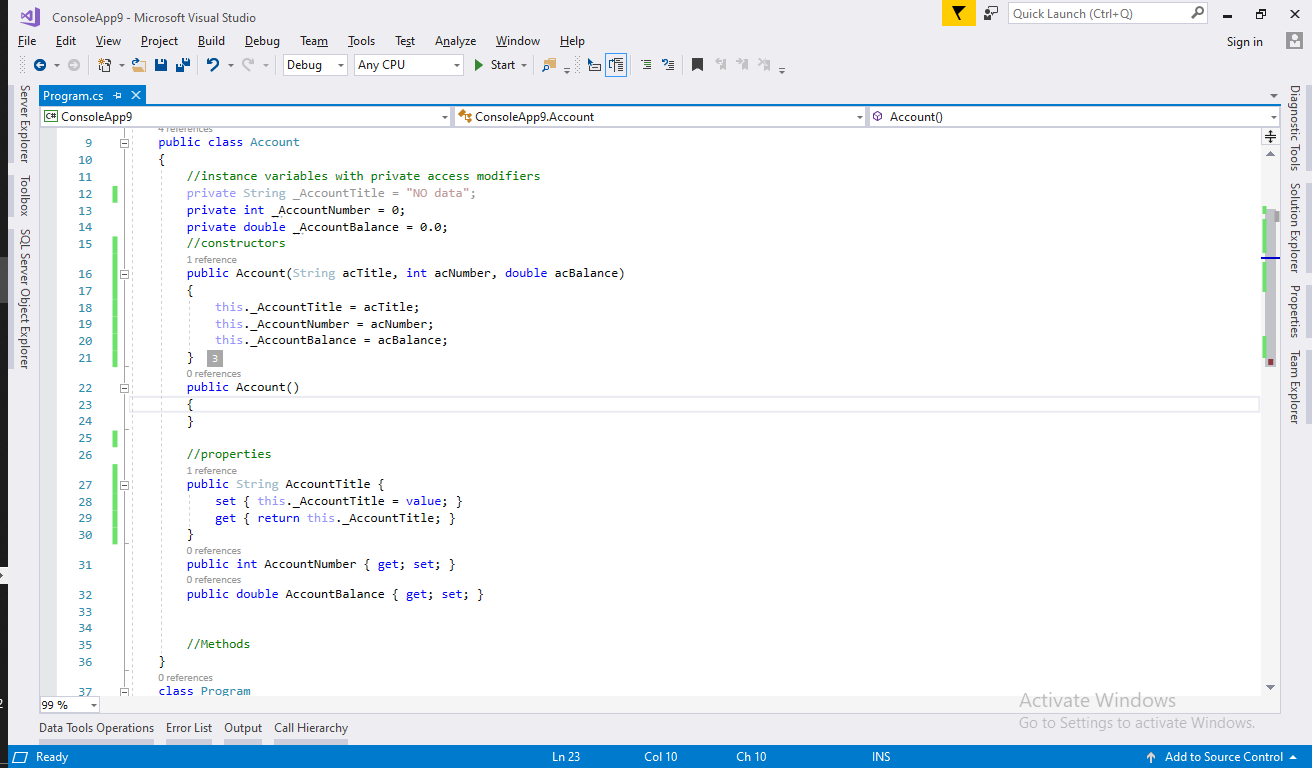 ConsoleApp9 - Microsoft Visual Studio
Quick Launch (Ctrl+Q)
File Edit View Project Build Debug Team Tools Test Analyze Window Help
Sign in
Debug Any CPU Start
Program.cs
C# ConsoleApp9 ConsoleApp9.Account Account()
Server Explorer
Toolbox
SQL Server Object Explorer
4 references
9 public class Account
10 {
11 //instance variables with private access modifiers
12 private String _AccountTitle = "NO data";
13 private int _AccountNumber = 0;
14 private double _AccountBalance = 0.0;
15 //constructors
1 reference
16 public Account(String acTitle, int acNumber, double acBalance)
17 {
18 this._AccountTitle = acTitle;
19 this._AccountNumber = acNumber;
20 this._AccountBalance = acBalance;
21 } 3
0 references
22 public Account()
23 {
24 }
25
26 //properties
1 reference
27 public String AccountTitle {
28 set { this._AccountTitle = value; }
29 get { return this._AccountTitle; }
30 }
0 references
31 public int AccountNumber { get; set; }
0 references
32 public double AccountBalance { get; set; }
33
34
35 //Methods
36 }
0 references
37 class Program
Diagnostic Tools
Solution Explorer
Properties
Team Explorer
99 %
Activate Windows
Go to Settings to activate Windows.
Data Tools Operations Error List Output Call Hierarchy
Ready Ln 23 Col 10 Ch 10 INS Add to Source Control